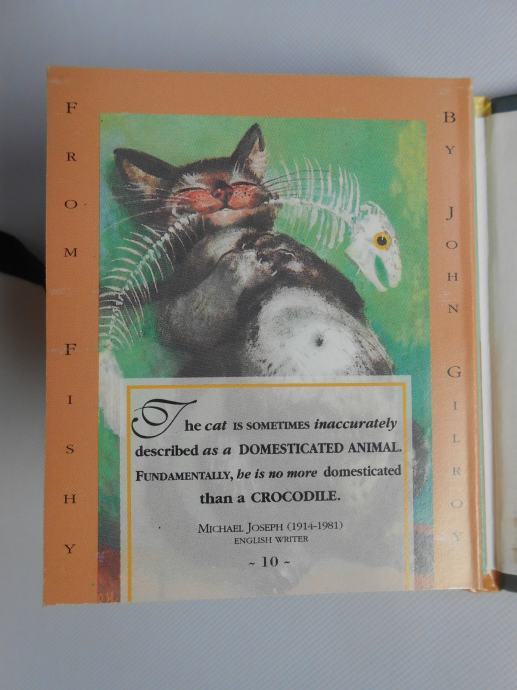 FROM FISHY
BY JOHN GILROY
The cat IS SOMETIMES inaccurately
described as a DOMESTICATED ANIMAL.
FUNDAMENTALLY, he is no more domesticated
than a CROCODILE.
MICHAEL JOSEPH (1914-1981)
ENGLISH WRITER
~ 10 ~